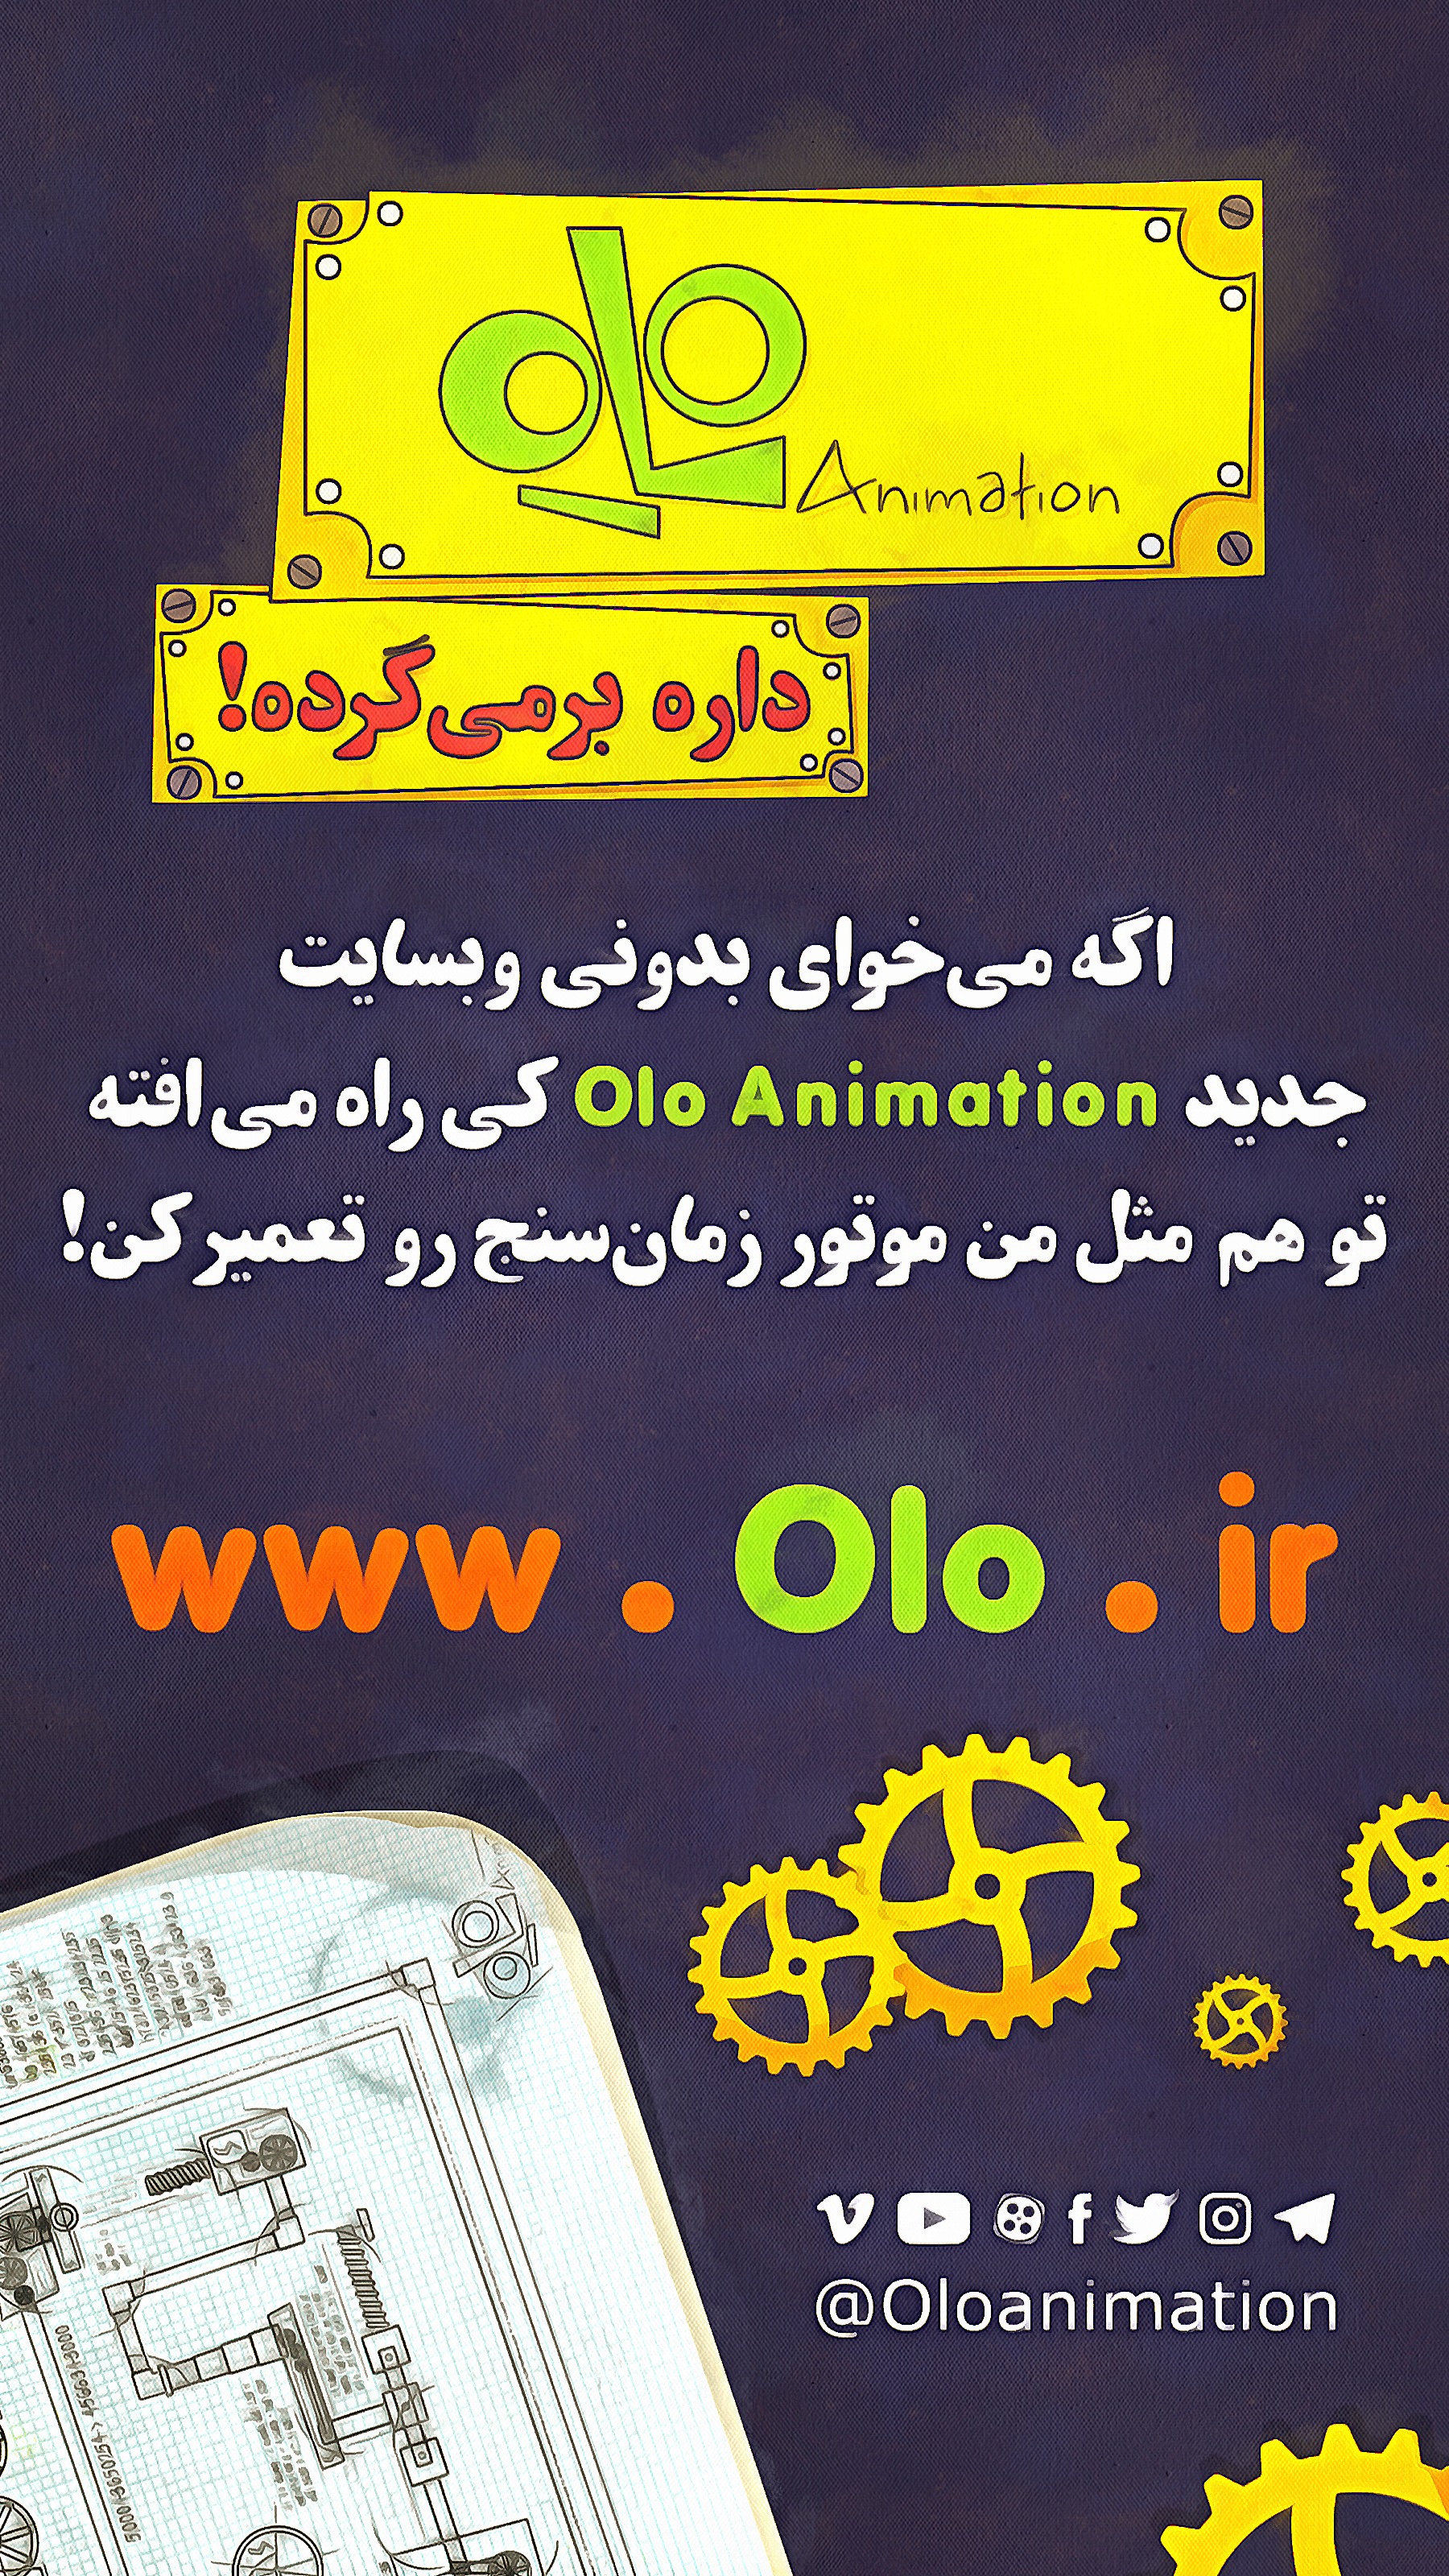 Olo
Animation
داره برمی‌گرده!
اگه می‌خوای بدونی وبسایت
جدید Olo Animation کی راه می‌افته
تو هم مثل من موتور زمان‌سنج رو تعمیر کن!
www . Olo . ir
@Oloanimation